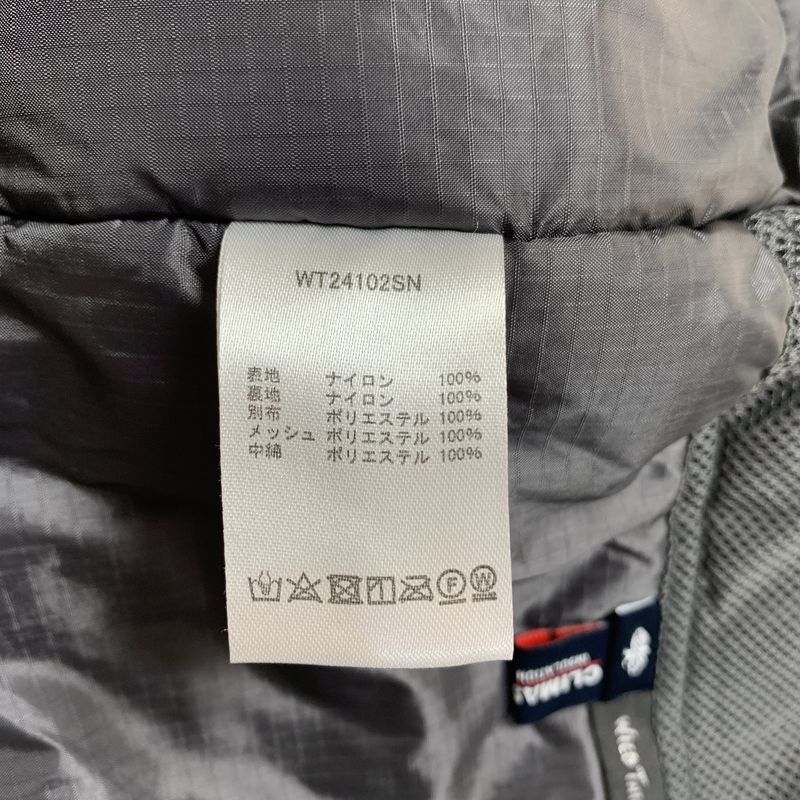 WT24102SN
表地 ナイロン 100%
裏地 ナイロン 100%
別布 ポリエステル 100%
メッシュ ポリエステル 100%
中綿 ポリエステル 100%
F W
INSULATION
WILD